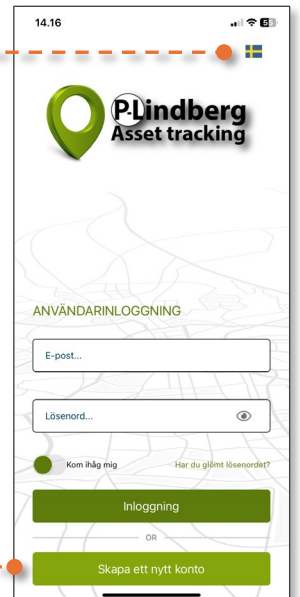 14.16
P.Lindberg
Asset tracking
ANVÄNDARINLOGGNING
E-post...
Lösenord...
Kom ihåg mig
Har du glömt lösenordet?
Inloggning
OR
Skapa ett nytt konto